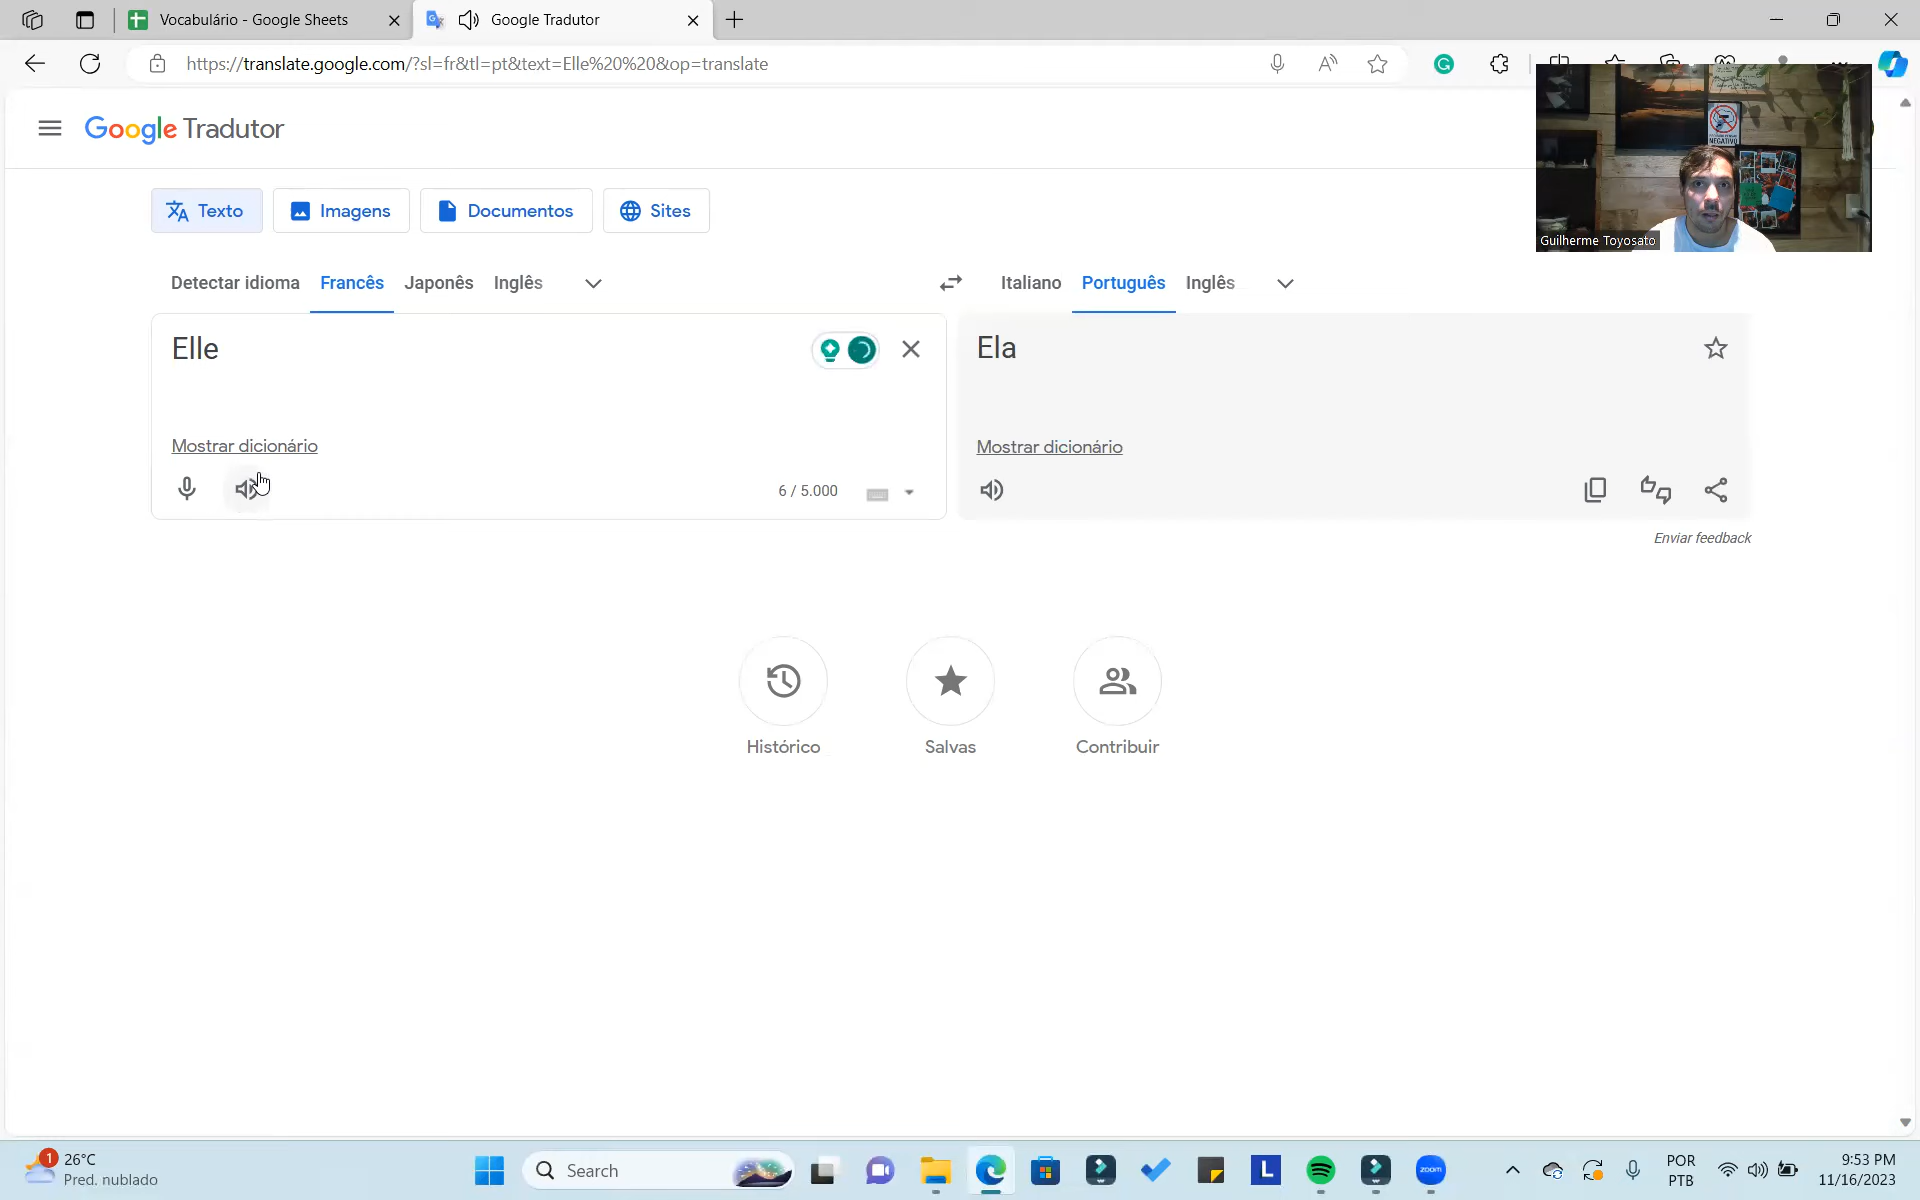 Vocabulário - Google Sheets
Google Tradutor
https://translate.google.com/?sl=fr&tl=pt&text=Elle%20%20&op=translate
Google Tradutor
NEGATIVO
Guilherme Toyosato
Texto
Imagens
Documentos
Sites
Detectar idioma
Francês
Japonês
Inglês
Italiano
Português
Inglês
Elle
Ela
Mostrar dicionário
Mostrar dicionário
6 / 5.000
Enviar feedback
Histórico
Salvas
Contribuir
1
26°C
Pred. nublado
Search
L
zoom
POR
PTB
9:53 PM
11/16/2023